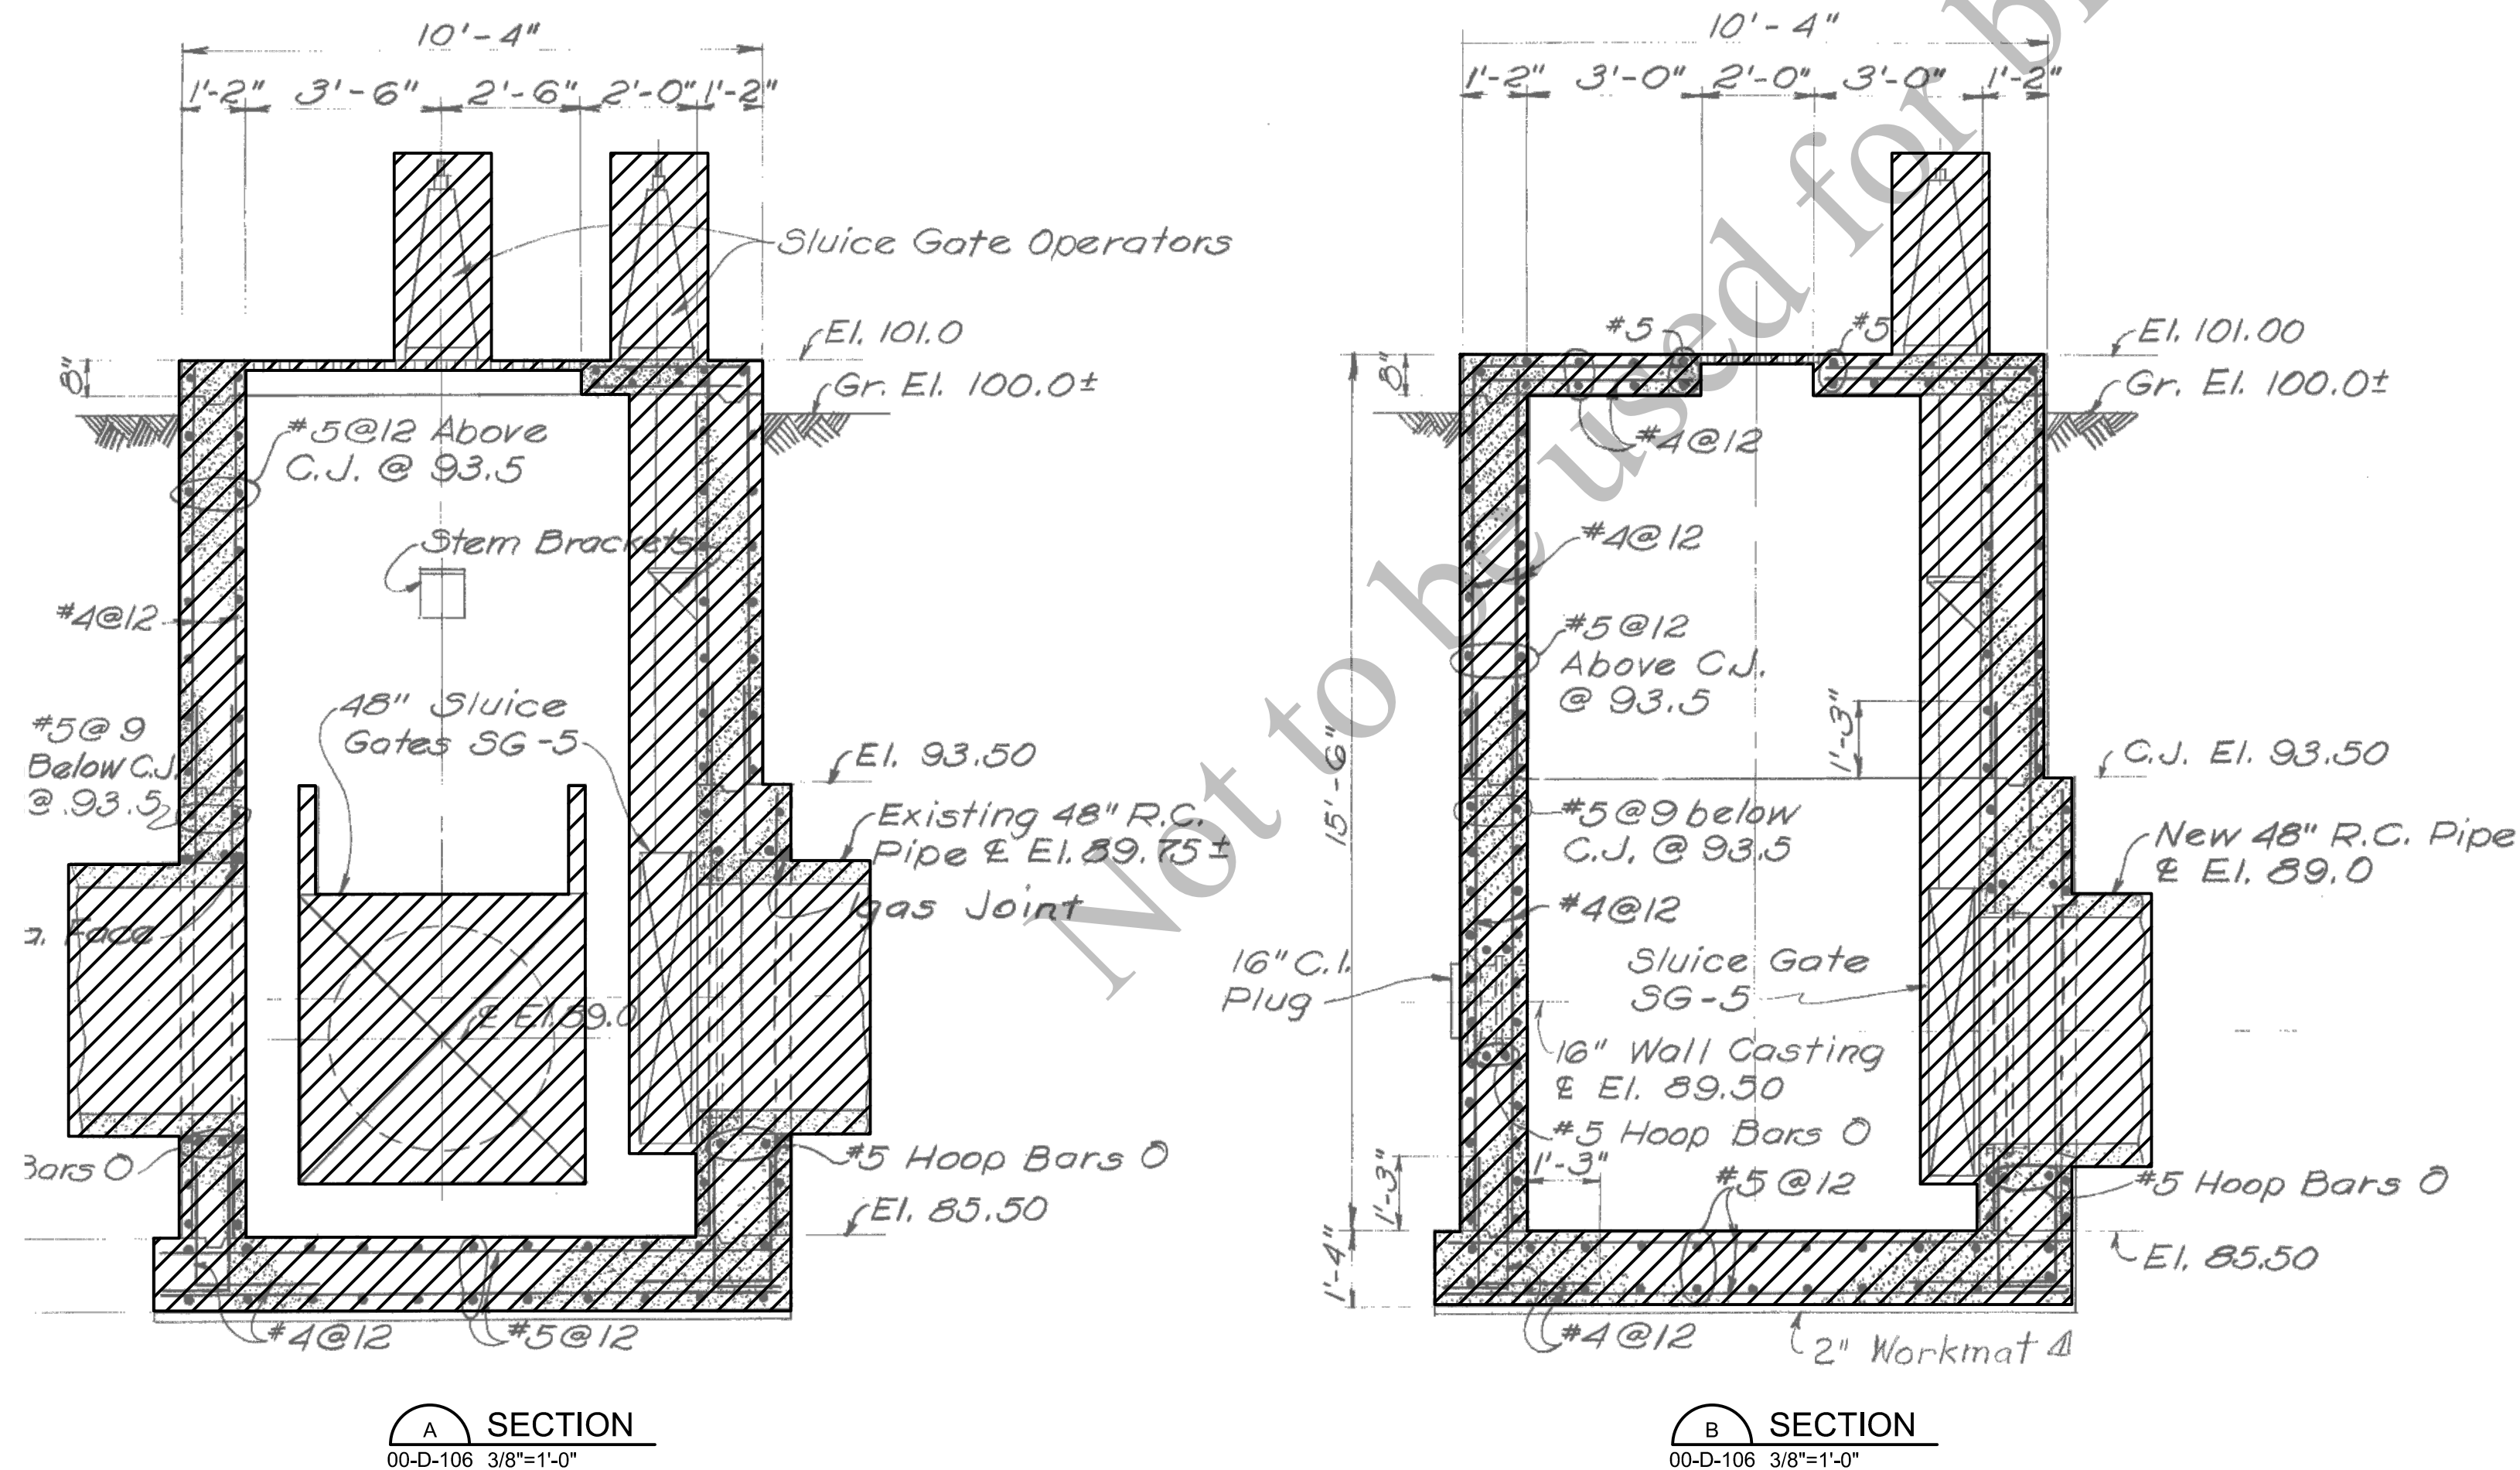 10'-4"
1'-2" 3'-6" 2'-6" 2'-0" 1'-2"
Sluice Gate Operators
El. 101.0
Gr. El. 100.0±
8"
#5@12 Above
C.J. @ 93.5
Stem Brackets
#4@12
48" Sluice
Gates SG-5
#5@9
Below C.J.
@ 93.5
El. 93.50
Existing 48" R.C.
Pipe ℄ El. 89.75±
gas Joint
Face
℄ El. 89.0
Bars O
#5 Hoop Bars O
El. 85.50
#4@12
#5@12
A
SECTION
00-D-106 3/8"=1'-0"
10'-4"
1'-2" 3'-0" 2'-0" 3'-0" 1'-2"
#5
#5
El. 101.00
Gr. El. 100.0±
8"
#4@12
#4@12
#5@12
Above C.J.
@ 93.5
1'-3"
15'-6"
C.J. El. 93.50
#5@9 below
C.J. @ 93.5
New 48" R.C. Pipe
℄ El. 89.0
#4@12
16" C.I.
Plug
Sluice Gate
SG-5
16" Wall Casting
℄ El. 89.50
#5 Hoop Bars O
1'-3"
1'-3"
#5@12
#5 Hoop Bars O
El. 85.50
1'-4"
#4@12
2" Workmat
B
SECTION
00-D-106 3/8"=1'-0"
Not to be used for